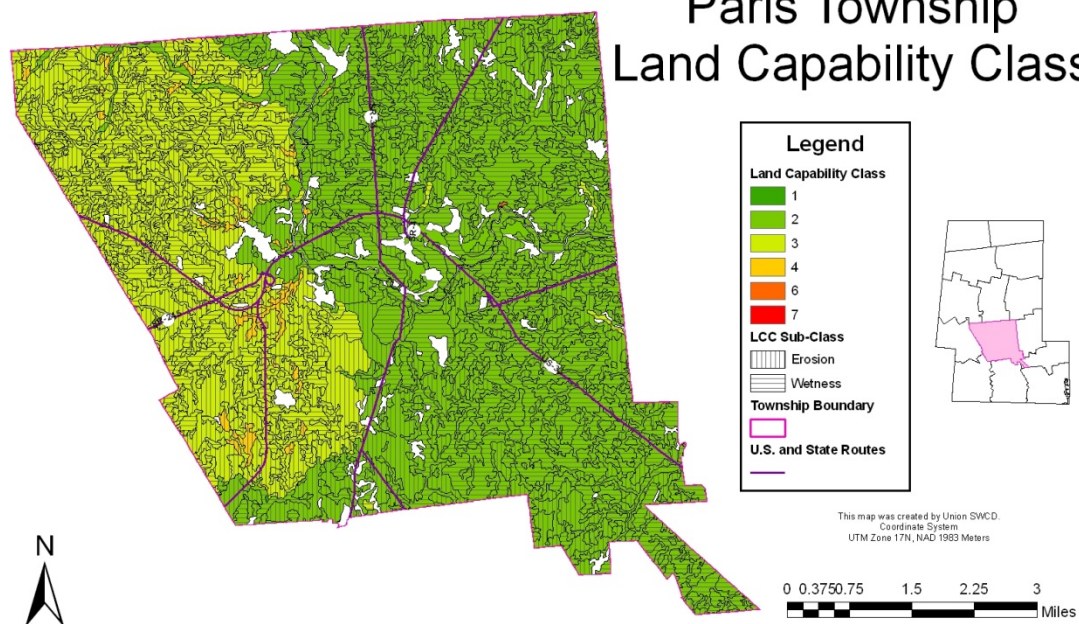 Paris Township
Land Capability Class
Legend
Land Capability Class
1
2
3
4
6
7
LCC Sub-Class
Erosion
Wetness
Township Boundary
U.S. and State Routes
This map was created by Union SWCD.
Coordinate System
UTM Zone 17N, NAD 1983 Meters
N
0 0.375 0.75 1.5 2.25 3
Miles